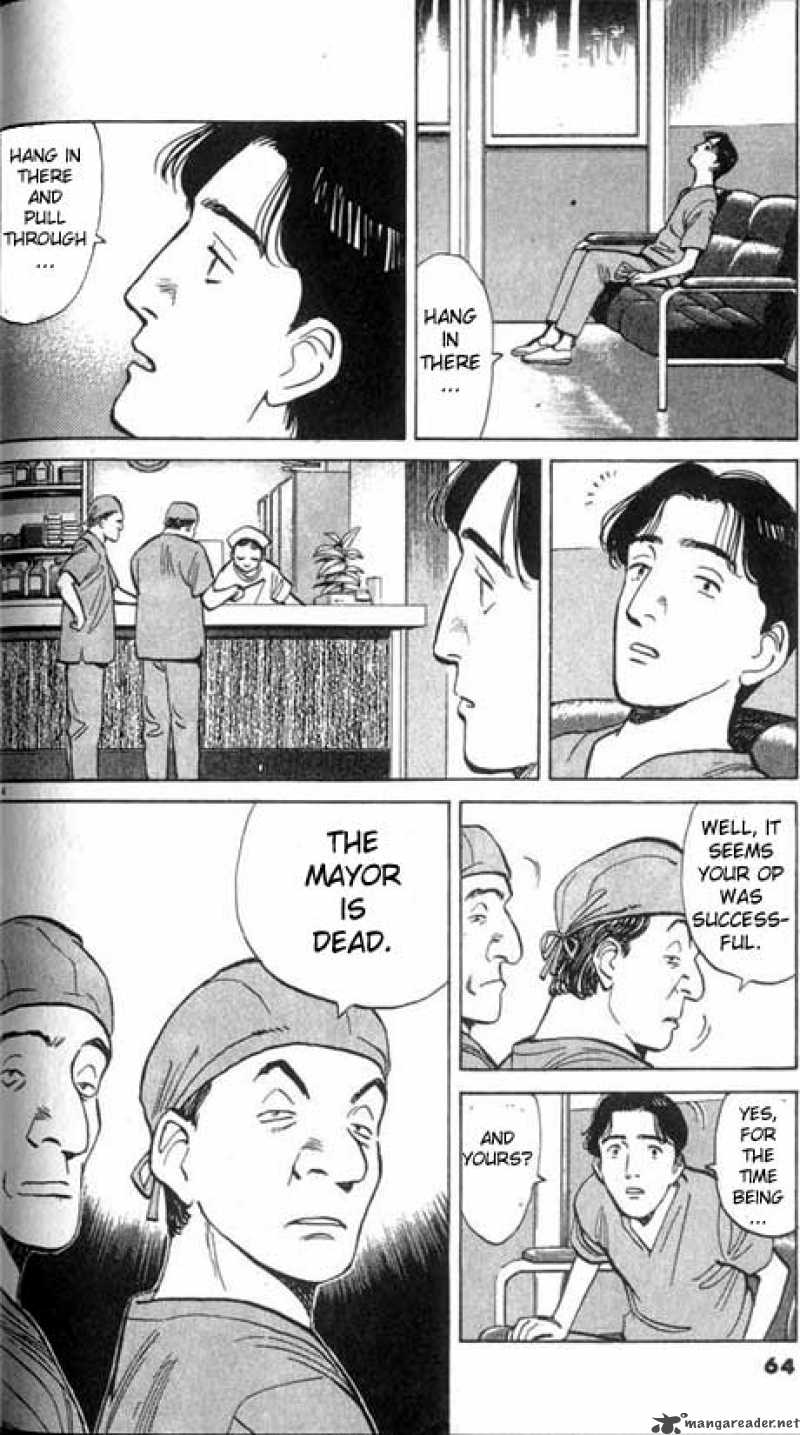 HANG
IN
THERE
...
HANG IN
THERE
AND
PULL
THROUGH
...
WELL, IT
SEEMS
YOUR OP
WAS
SUCCESS-
FUL.
YES,
FOR
THE
TIME
BEING
...
AND
YOURS?
THE
MAYOR
IS
DEAD.
64
mangareader.net